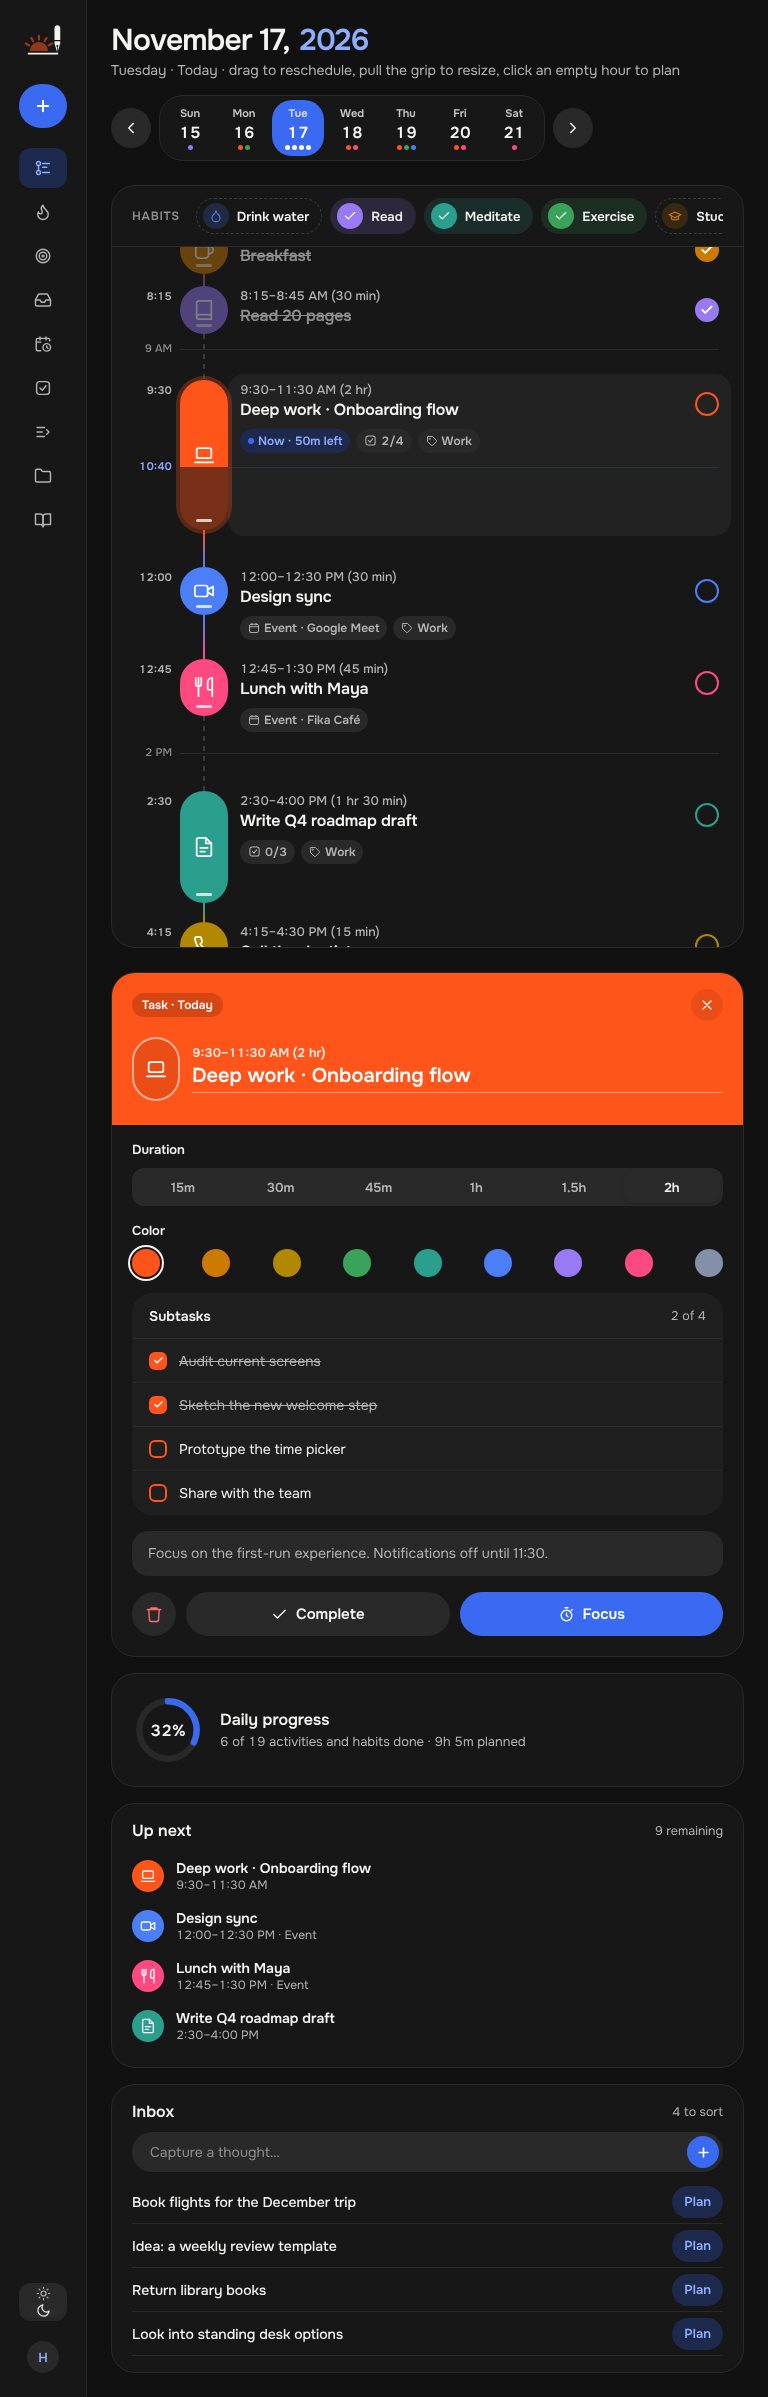 November 17, 2026
Tuesday · Today · drag to reschedule, pull the grip to resize, click an empty hour to plan
Sun Mon Tue Wed Thu Fri Sat
15 16 17 18 19 20 21
HABITS Drink water Read Meditate Exercise
Breakfast
8:15 8:15–8:45 AM (30 min)
Read 20 pages
9 AM
9:30 9:30–11:30 AM (2 hr)
Deep work · Onboarding flow
Now · 50m left 2/4 Work
10:40
12:00 12:00–12:30 PM (30 min)
Design sync
Event · Google Meet Work
12:45 12:45–1:30 PM (45 min)
Lunch with Maya
Event · Fika Café
2 PM
2:30 2:30–4:00 PM (1 hr 30 min)
Write Q4 roadmap draft
0/3 Work
4:15 4:15–4:30 PM (15 min)
Task · Today
9:30–11:30 AM (2 hr)
Deep work · Onboarding flow
Duration
15m 30m 45m 1h 1.5h 2h
Color
Subtasks 2 of 4
Audit current screens
Sketch the new welcome step
Prototype the time picker
Share with the team
Focus on the first-run experience. Notifications off until 11:30.
Complete Focus
32% Daily progress
6 of 19 activities and habits done · 9h 5m planned
Up next 9 remaining
Deep work · Onboarding flow
9:30–11:30 AM
Design sync
12:00–12:30 PM · Event
Lunch with Maya
12:45–1:30 PM · Event
Write Q4 roadmap draft
2:30–4:00 PM
Inbox 4 to sort
Capture a thought...
Book flights for the December trip Plan
Idea: a weekly review template Plan
Return library books Plan
Look into standing desk options Plan
H